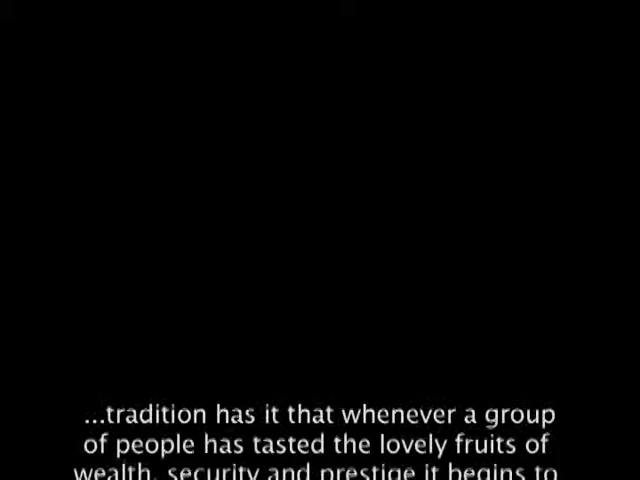 ...tradition has it that whenever a group
of people has tasted the lovely fruits of
wealth, security and prestige it begins to